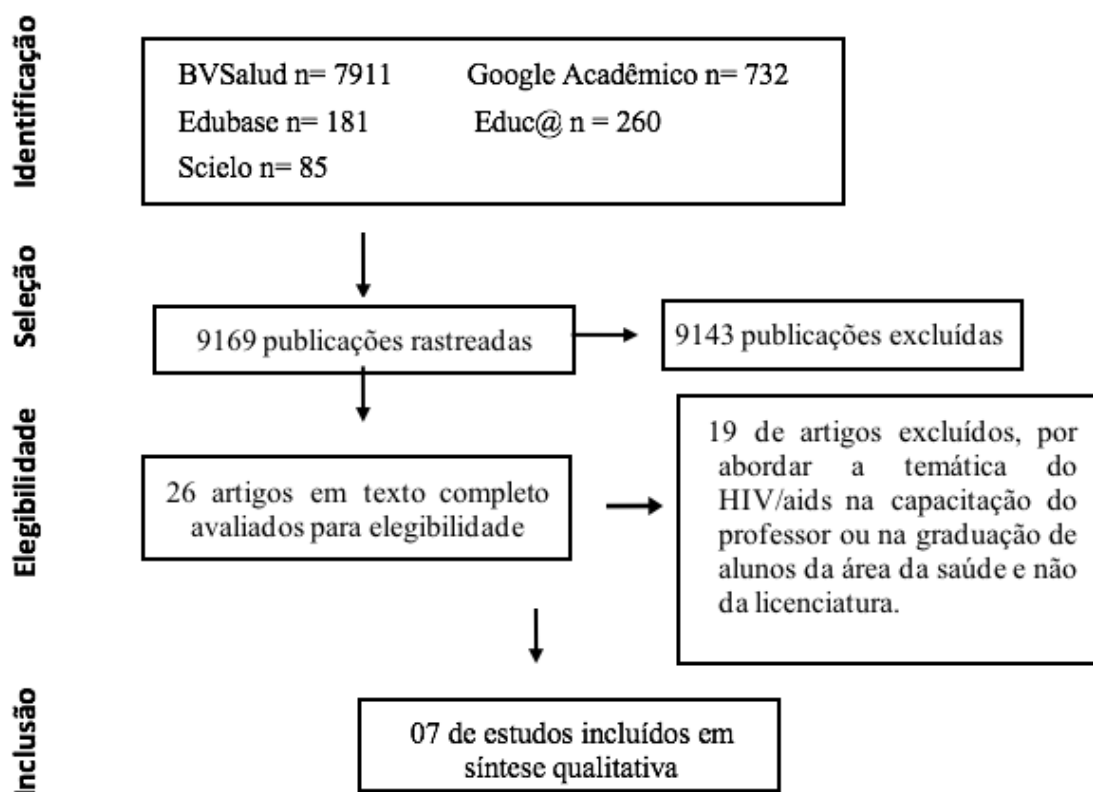 Identificação
BVSalud n= 7911 Google Acadêmico n= 732
Edubase n= 181 Educ@ n = 260
Scielo n= 85
Seleção
9169 publicações rastreadas
9143 publicações excluídas
Elegibilidade
26 artigos em texto completo
avaliados para elegibilidade
19 de artigos excluídos, por
abordar a temática do
HIV/aids na capacitação do
professor ou na graduação de
alunos da área da saúde e não
da licenciatura.
Inclusão
07 de estudos incluídos em
síntese qualitativa